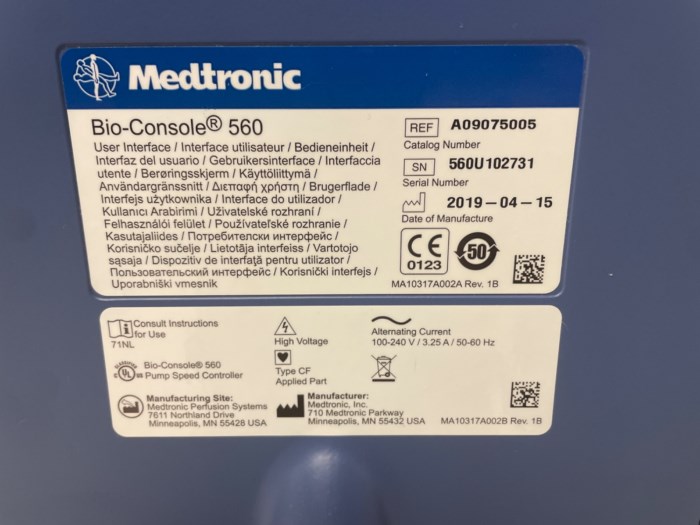 Medtronic
Bio-Console® 560
User Interface / Interface utilisateur / Bedieneinheit /
Interfaz del usuario / Gebruikersinterface / Interfaccia
utente / Berøringsskjerm / Käyttöliittymä /
Användargränssnitt / Διεπαφή χρήστη / Brugerflade /
Interfejs użytkownika / Interface do utilizador /
Kullanıcı Arabirimi / Uživatelské rozhraní /
Felhasználói felület / Používateľské rozhranie /
Kasutajaliides / Потребителски интерфейс /
Korisničko sučelje / Lietotāja interfeiss / Vartotojo
sąsaja / Dispozitiv de interfaţă pentru utilizator /
Пользовательский интерфейс / Korisnički interfejs /
Uporabniški vmesnik
REF A09075005
Catalog Number
SN 560U102731
Serial Number
2019-04-15
Date of Manufacture
CE 0123
50
MA10317A002A Rev. 1B
Consult Instructions
for Use
71NL
Bio-Console® 560
Pump Speed Controller
Manufacturing Site:
Medtronic Perfusion Systems
7611 Northland Drive
Minneapolis, MN 55428 USA
High Voltage
Type CF
Applied Part
Manufacturer:
Medtronic, Inc.
710 Medtronic Parkway
Minneapolis, MN 55432 USA
Alternating Current
100-240 V / 3.25 A / 50-60 Hz
MA10317A002B Rev. 1B